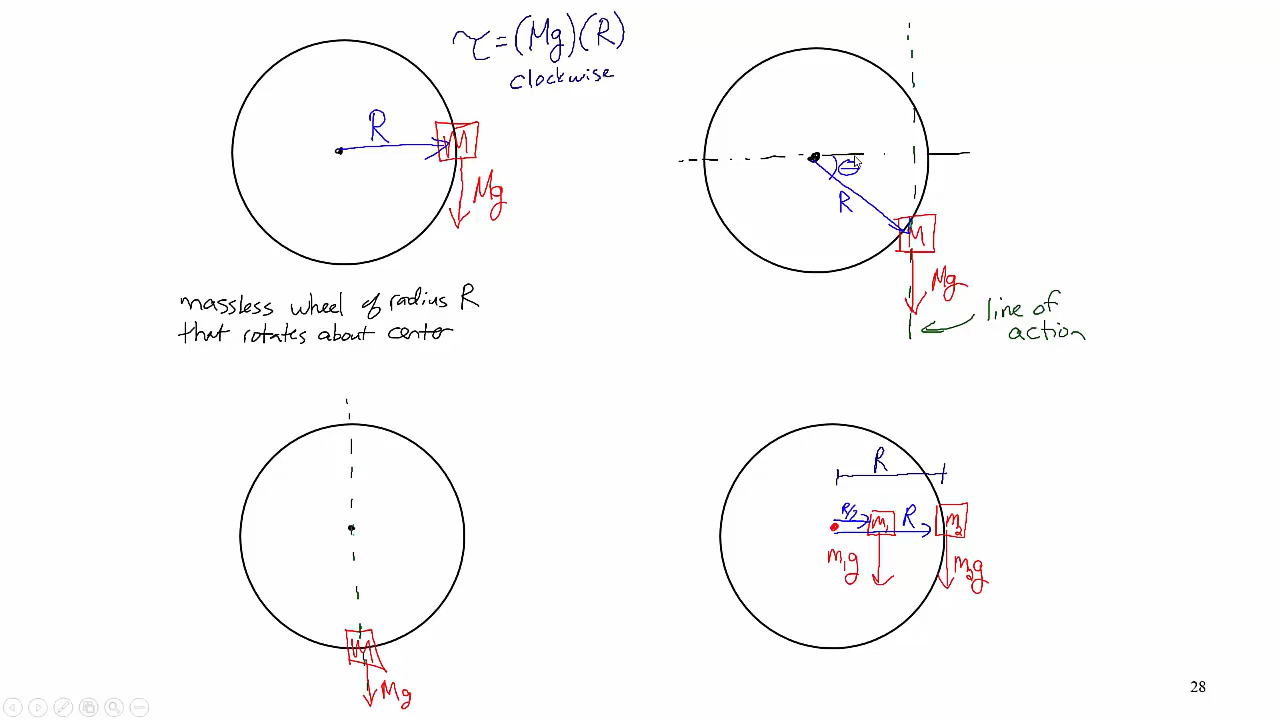 τ = (Mg)(R)
clockwise
R
M
Mg
massless wheel of radius R
that rotates about center
θ
R
M
Mg
line of
action
M
Mg
R
R/2
m₁
R
m₂
m₁g
m₂g
28